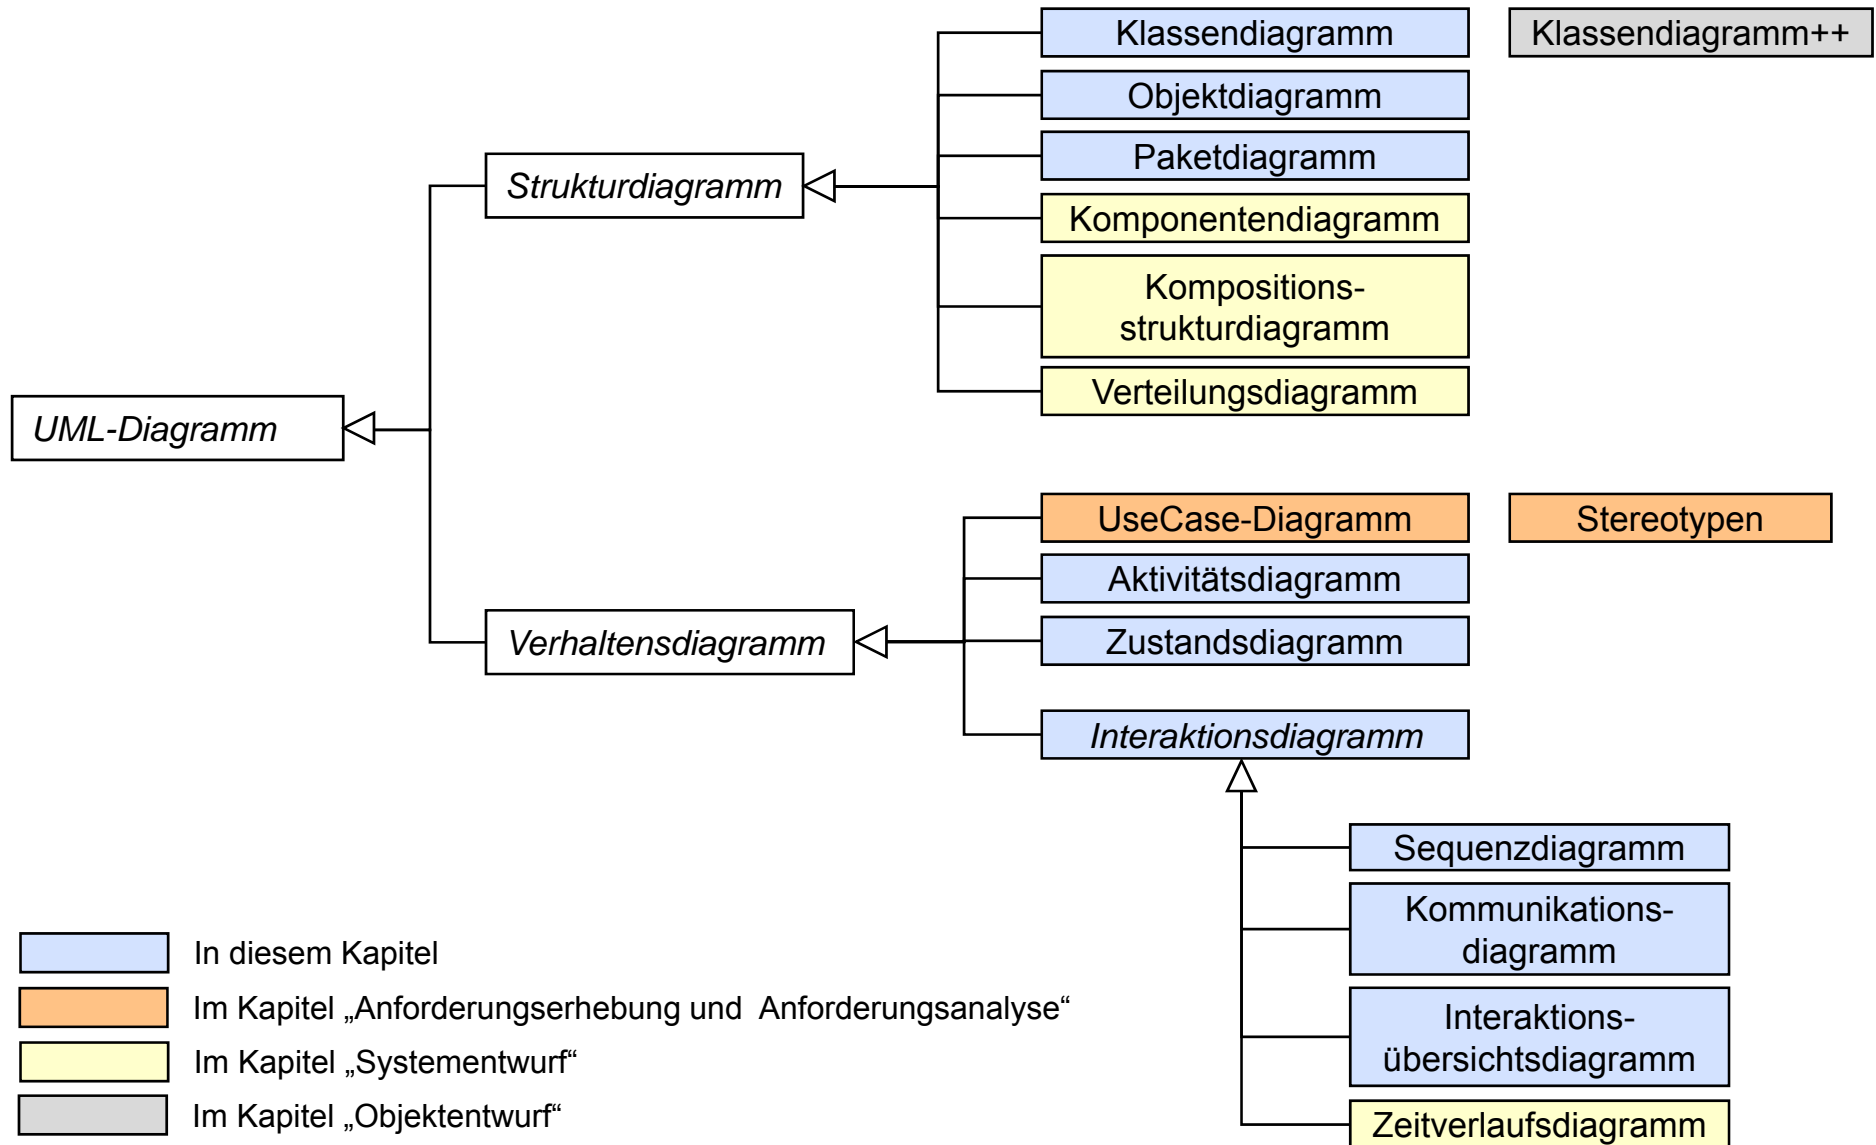 Klassendiagramm
Klassendiagramm++
Objektdiagramm
Paketdiagramm
Strukturdiagramm
Komponentendiagramm
Kompositions-
strukturdiagramm
Verteilungsdiagramm
UML-Diagramm
UseCase-Diagramm
Stereotypen
Aktivitätsdiagramm
Verhaltensdiagramm
Zustandsdiagramm
Interaktionsdiagramm
Sequenzdiagramm
Kommunikations-
diagramm
Interaktions-
übersichtsdiagramm
Zeitverlaufsdiagramm
In diesem Kapitel
Im Kapitel „Anforderungserhebung und Anforderungsanalyse“
Im Kapitel „Systementwurf“
Im Kapitel „Objektentwurf“